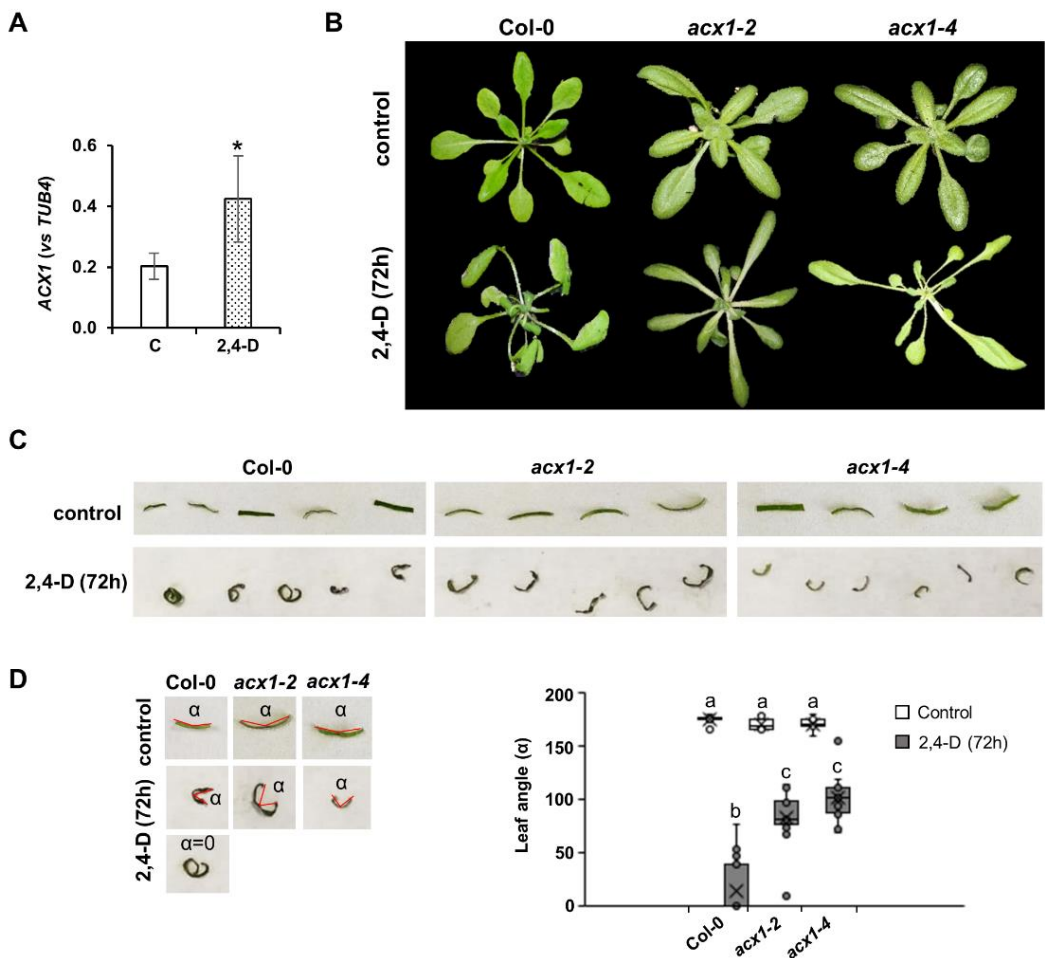 A
0.6
0.4
0.2
0.0
ACX1 (vs TUB4)
*
C
2,4-D
B
Col-0
acx1-2
acx1-4
control
2,4-D (72h)
C
Col-0
acx1-2
acx1-4
control
2,4-D (72h)
D
Col-0
acx1-2
acx1-4
control
α
α
α
2,4-D (72h)
α
α
α
α=0
Leaf angle (α)
200
150
100
50
0
a
a
a
b
c
c
Control
2,4-D (72h)
Col-0
acx1-2
acx1-4